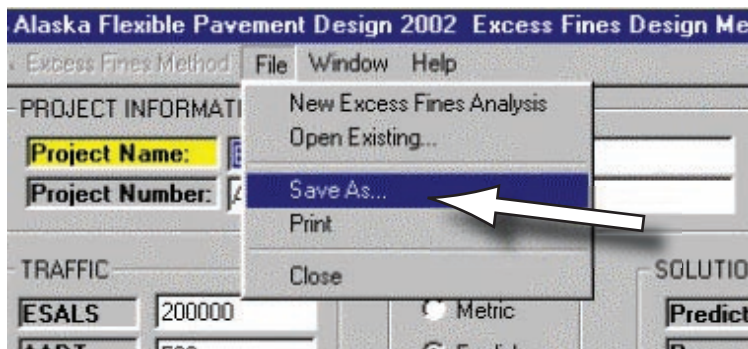 Alaska Flexible Pavement Design 2002 Excess Fines Design Me
Excess Fines Method File Window Help
PROJECT INFORMATI
New Excess Fines Analysis
Open Existing...
Project Name:
Save As...
Project Number:
Print
Close
TRAFFIC
SOLUTIO
ESALS 200000
Metric
Predict